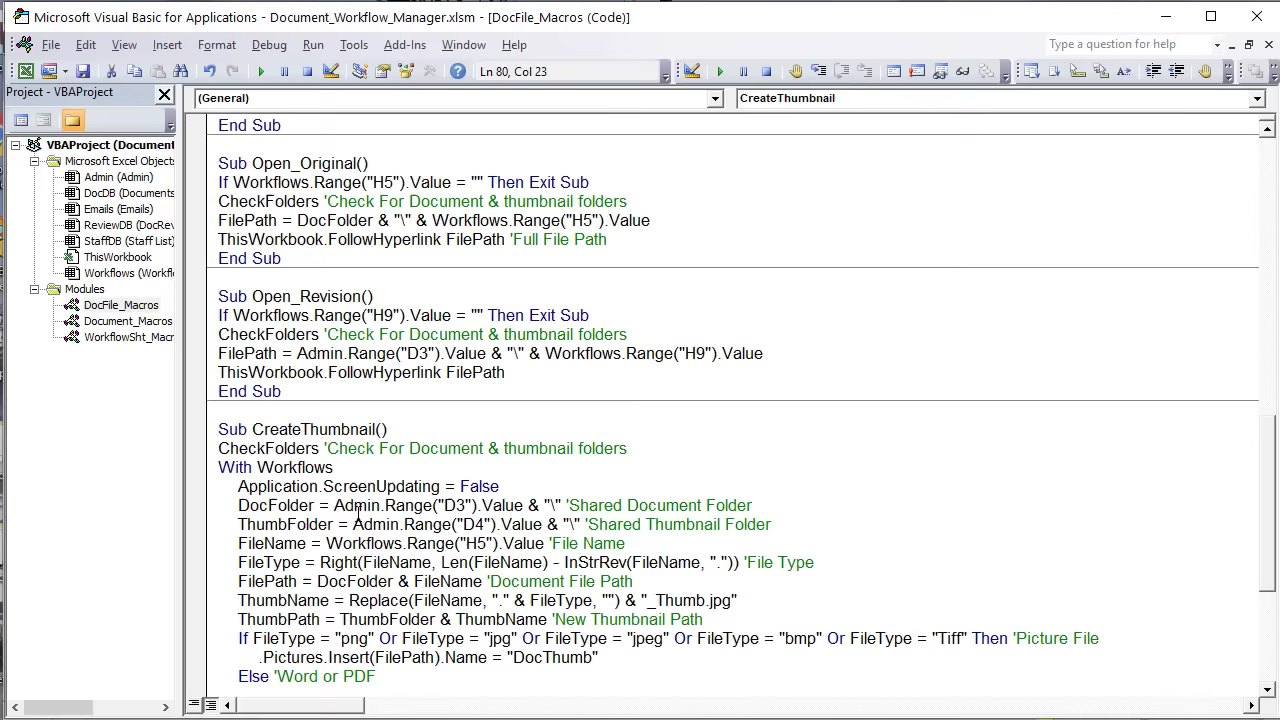 Microsoft Visual Basic for Applications - Document_Workflow_Manager.xlsm - [DocFile_Macros (Code)]
File Edit View Insert Format Debug Run Tools Add-Ins Window Help
Type a question for help
Ln 80, Col 23
Project - VBAProject
(General)
CreateThumbnail
VBAProject (Document
Microsoft Excel Objects
Admin (Admin)
DocDB (Documents
Emails (Emails)
ReviewDB (DocRev
StaffDB (Staff List)
ThisWorkbook
Workflows (Workfl
Modules
DocFile_Macros
Document_Macros
WorkflowSht_Macr
End Sub
Sub Open_Original()
If Workflows.Range("H5").Value = "" Then Exit Sub
CheckFolders 'Check For Document & thumbnail folders
FilePath = DocFolder & "\" & Workflows.Range("H5").Value
ThisWorkbook.FollowHyperlink FilePath 'Full File Path
End Sub
Sub Open_Revision()
If Workflows.Range("H9").Value = "" Then Exit Sub
CheckFolders 'Check For Document & thumbnail folders
FilePath = Admin.Range("D3").Value & "\" & Workflows.Range("H9").Value
ThisWorkbook.FollowHyperlink FilePath
End Sub
Sub CreateThumbnail()
CheckFolders 'Check For Document & thumbnail folders
With Workflows
Application.ScreenUpdating = False
DocFolder = Admin.Range("D3").Value & "\" 'Shared Document Folder
ThumbFolder = Admin.Range("D4").Value & "\" 'Shared Thumbnail Folder
FileName = Workflows.Range("H5").Value 'File Name
FileType = Right(FileName, Len(FileName) - InStrRev(FileName, ".")) 'File Type
FilePath = DocFolder & FileName 'Document File Path
ThumbName = Replace(FileName, "." & FileType, "") & "_Thumb.jpg"
ThumbPath = ThumbFolder & ThumbName 'New Thumbnail Path
If FileType = "png" Or FileType = "jpg" Or FileType = "jpeg" Or FileType = "bmp" Or FileType = "Tiff" Then 'Picture File
.Pictures.Insert(FilePath).Name = "DocThumb"
Else 'Word or PDF